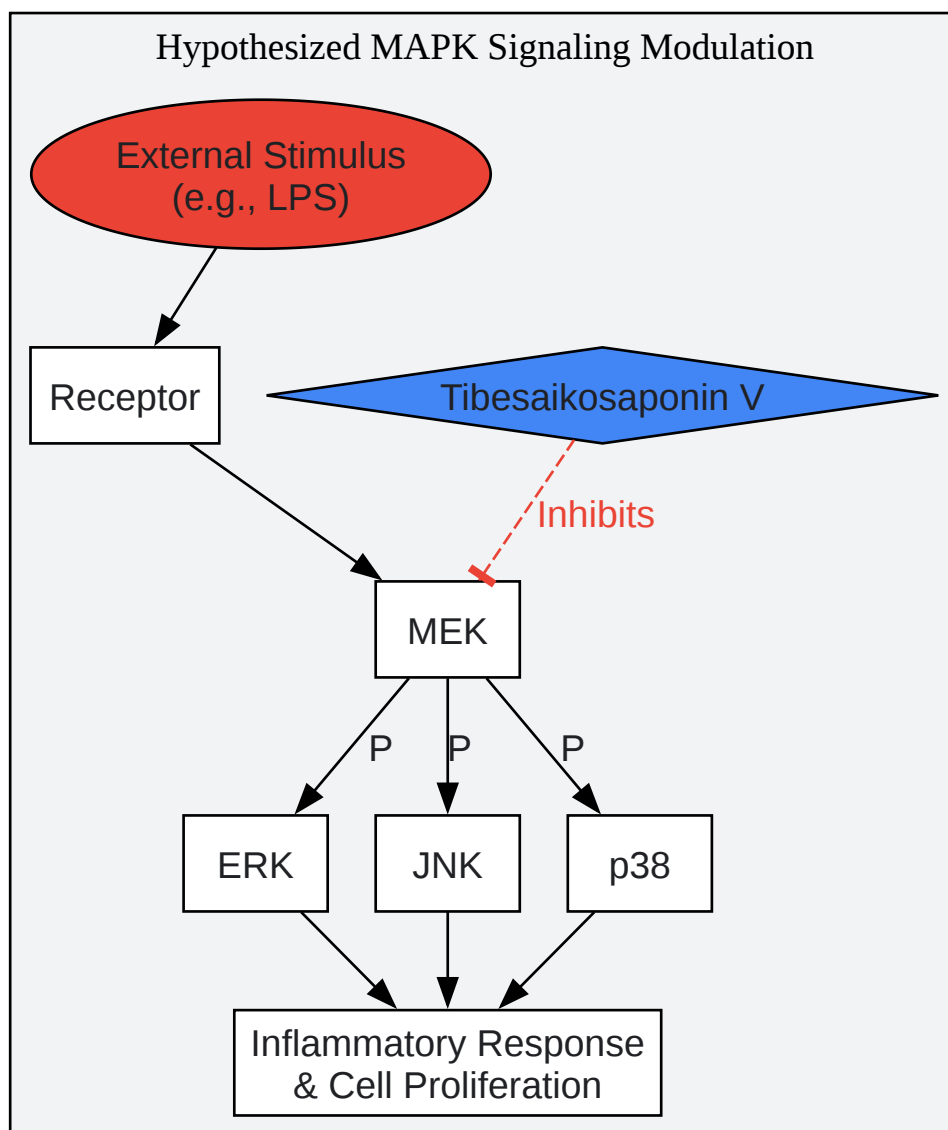 Hypothesized MAPK Signaling Modulation
External Stimulus
(e.g., LPS)
Receptor
Tibesaikosaponin V
Inhibits
MEK
P
P
P
ERK
JNK
p38
Inflammatory Response
& Cell Proliferation